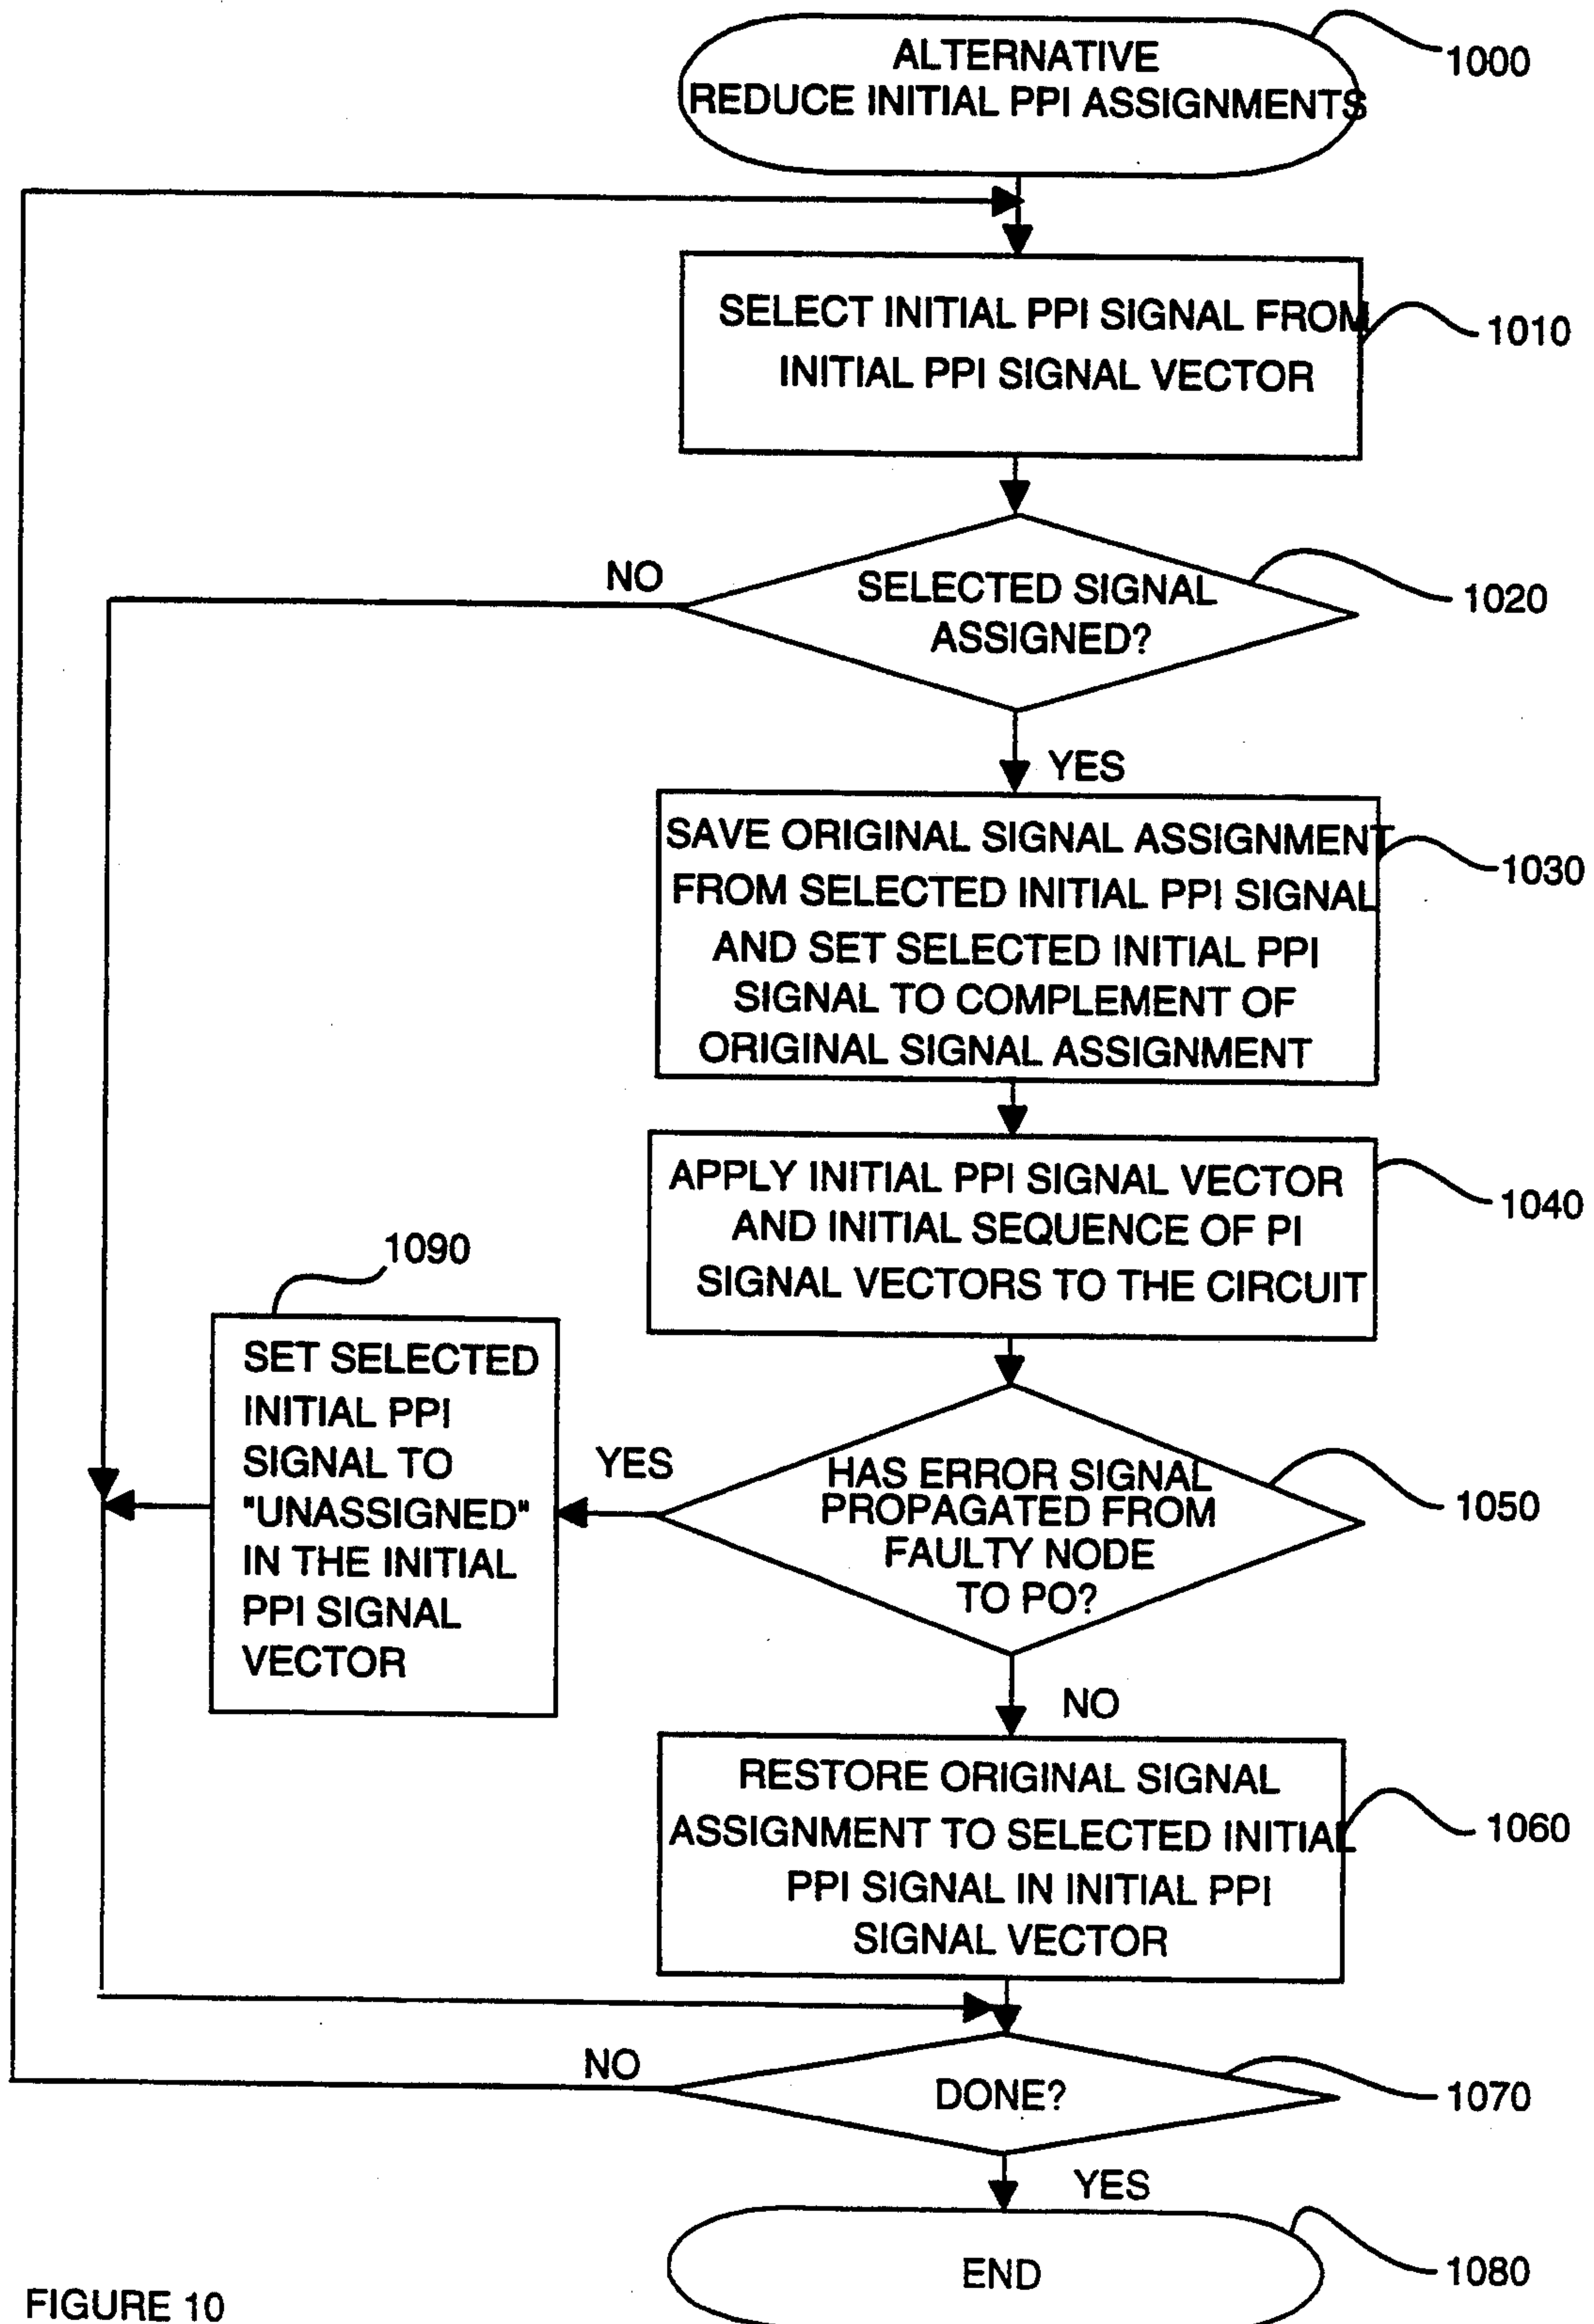 ALTERNATIVE
REDUCE INITIAL PPI ASSIGNMENTS
1000
SELECT INITIAL PPI SIGNAL FROM
INITIAL PPI SIGNAL VECTOR
1010
NO
SELECTED SIGNAL
ASSIGNED?
1020
YES
SAVE ORIGINAL SIGNAL ASSIGNMENT
FROM SELECTED INITIAL PPI SIGNAL
AND SET SELECTED INITIAL PPI
SIGNAL TO COMPLEMENT OF
ORIGINAL SIGNAL ASSIGNMENT
1030
APPLY INITIAL PPI SIGNAL VECTOR
AND INITIAL SEQUENCE OF PI
SIGNAL VECTORS TO THE CIRCUIT
1040
1090
SET SELECTED
INITIAL PPI
SIGNAL TO
"UNASSIGNED"
IN THE INITIAL
PPI SIGNAL
VECTOR
YES
HAS ERROR SIGNAL
PROPAGATED FROM
FAULTY NODE
TO PO?
1050
NO
RESTORE ORIGINAL SIGNAL
ASSIGNMENT TO SELECTED INITIAL
PPI SIGNAL IN INITIAL PPI
SIGNAL VECTOR
1060
NO
DONE?
1070
YES
END
1080
FIGURE 10